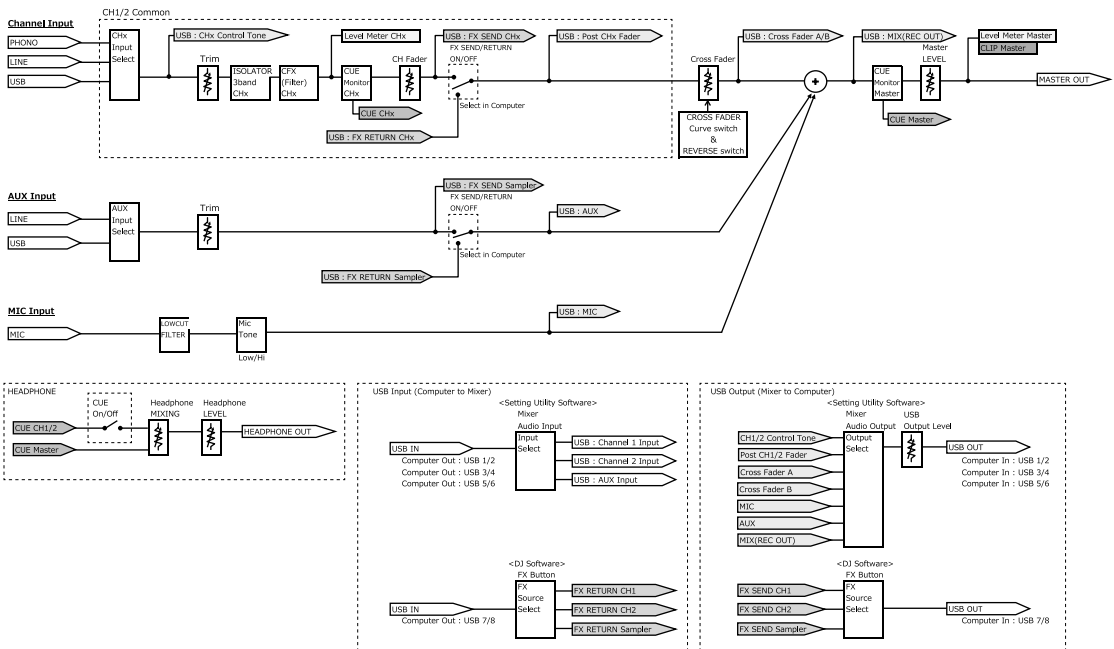 CH1/2 Common
Channel Input
PHONO
LINE
USB
CHx
Input
Select
USB : CHx Control Tone
Trim
ISOLATOR
3band
CHx
CFX
(Filter)
CHx
Level Meter CHx
CUE
Monitor
CHx
CUE CHx
CH Fader
USB : FX SEND CHx
FX SEND/RETURN
ON/OFF
Select in Computer
USB : FX RETURN CHx
USB : Post CHx Fader
Cross Fader
CROSS FADER
Curve switch
&
REVERSE switch
USB : Cross Fader A/B
+
USB : MIX(REC OUT)
CUE
Monitor
Master
CUE Master
Master
LEVEL
Level Meter Master
CLIP Master
MASTER OUT
AUX Input
LINE
USB
AUX
Input
Select
Trim
USB : FX SEND Sampler
FX SEND/RETURN
ON/OFF
Select in Computer
USB : FX RETURN Sampler
USB : AUX
MIC Input
MIC
LOWCUT
FILTER
Mic
Tone
Low/Hi
USB : MIC
HEADPHONE
CUE
On/Off
CUE CH1/2
CUE Master
Headphone
MIXING
Headphone
LEVEL
HEADPHONE OUT
USB Input (Computer to Mixer)
<Setting Utility Software>
Mixer
Audio Input
Input
Select
USB IN
Computer Out : USB 1/2
Computer Out : USB 3/4
Computer Out : USB 5/6
USB : Channel 1 Input
USB : Channel 2 Input
USB : AUX Input
<DJ Software>
FX Button
FX
Source
Select
USB IN
Computer Out : USB 7/8
FX RETURN CH1
FX RETURN CH2
FX RETURN Sampler
USB Output (Mixer to Computer)
<Setting Utility Software>
Mixer
Audio Output
Output
Select
USB
Output Level
CH1/2 Control Tone
Post CH1/2 Fader
Cross Fader A
Cross Fader B
MIC
AUX
MIX(REC OUT)
USB OUT
Computer In : USB 1/2
Computer In : USB 3/4
Computer In : USB 5/6
<DJ Software>
FX Button
FX
Source
Select
FX SEND CH1
FX SEND CH2
FX SEND Sampler
USB OUT
Computer In : USB 7/8